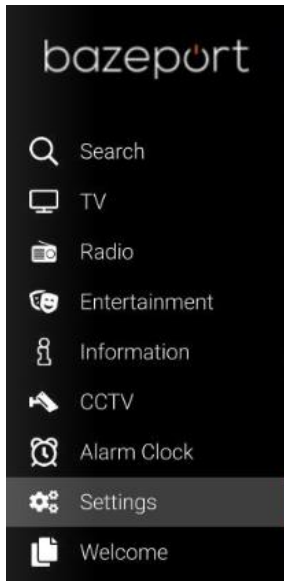 bazeport
Search
TV
Radio
Entertainment
Information
CCTV
Alarm Clock
Settings
Welcome